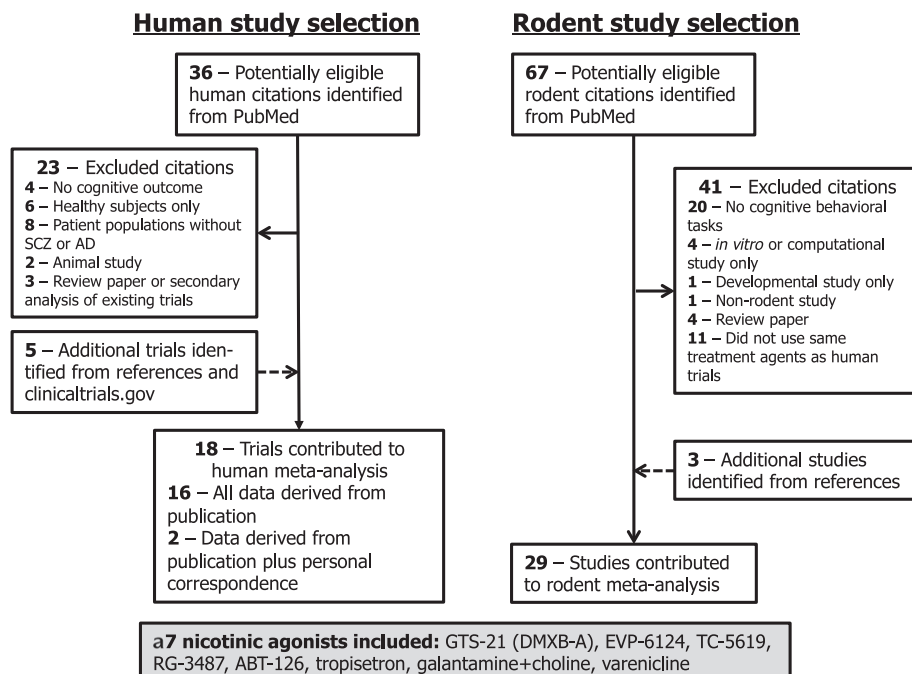 Human study selection
36 – Potentially eligible
human citations identified
from PubMed
23 – Excluded citations
4 – No cognitive outcome
6 – Healthy subjects only
8 – Patient populations without
SCZ or AD
2 – Animal study
3 – Review paper or secondary
analysis of existing trials
5 – Additional trials iden-
tified from references and
clinicaltrials.gov
18 – Trials contributed to
human meta-analysis
16 – All data derived from
publication
2 – Data derived from
publication plus personal
correspondence
Rodent study selection
67 – Potentially eligible
rodent citations identified
from PubMed
41 – Excluded citations
20 – No cognitive behavioral
tasks
4 – in vitro or computational
study only
1 – Developmental study only
1 – Non-rodent study
4 – Review paper
11 – Did not use same
treatment agents as human
trials
3 – Additional studies
identified from references
29 – Studies contributed
to rodent meta-analysis
a7 nicotinic agonists included: GTS-21 (DMXB-A), EVP-6124, TC-5619,
RG-3487, ABT-126, tropisetron, galantamine+choline, varenicline